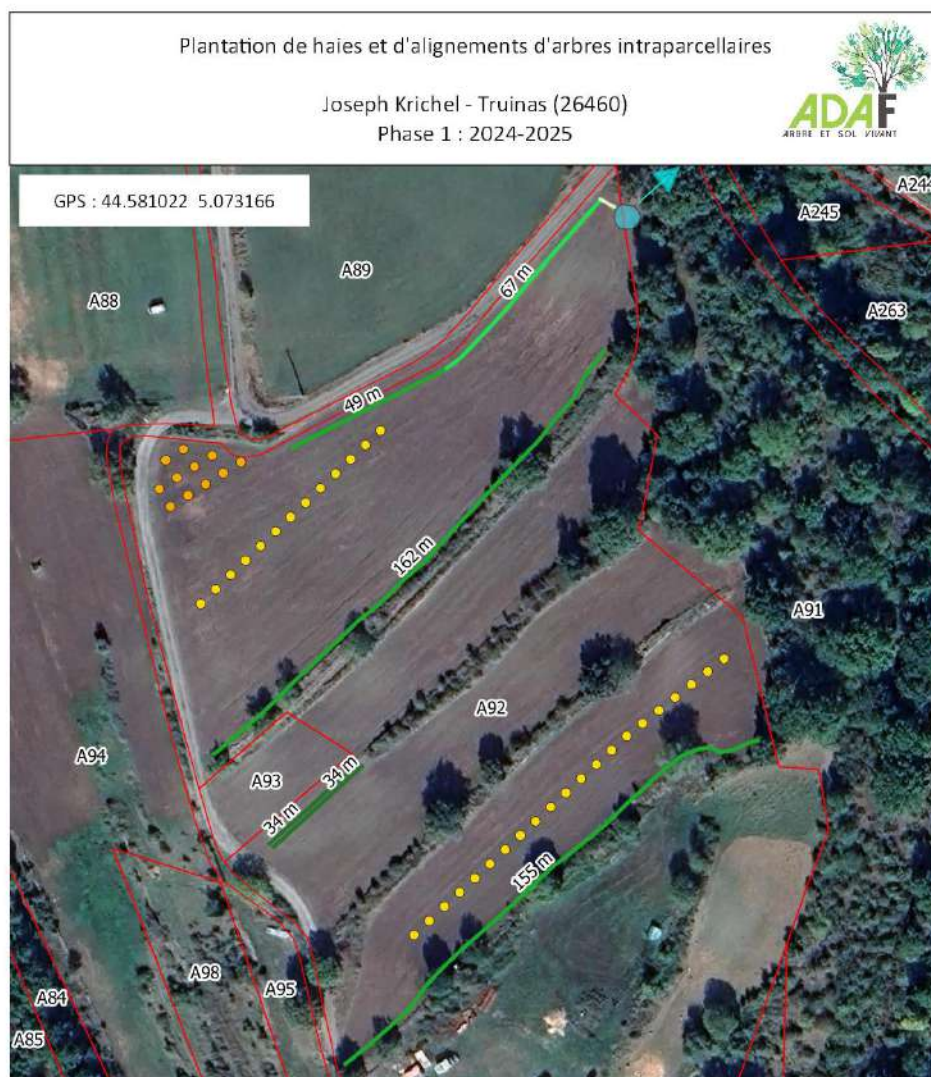 Plantation de haies et d'alignements d'arbres intraparcellaires
Joseph Krichel - Truinas (26460)
Phase 1 : 2024-2025
ADAF
ARBRE ET SOL VIVANT
GPS : 44.581022 5.073166
A244
A245
A89
A88
67 m
A263
49 m
162 m
A91
A92
A94
A93
34 m
34 m
155 m
A98
A95
A84
A85